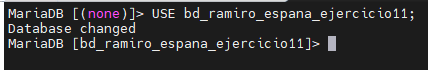 MariaDB [(none)]> USE bd_ramiro_espana_ejercicio11;
Database changed
MariaDB [bd_ramiro_espana_ejercicio11]>